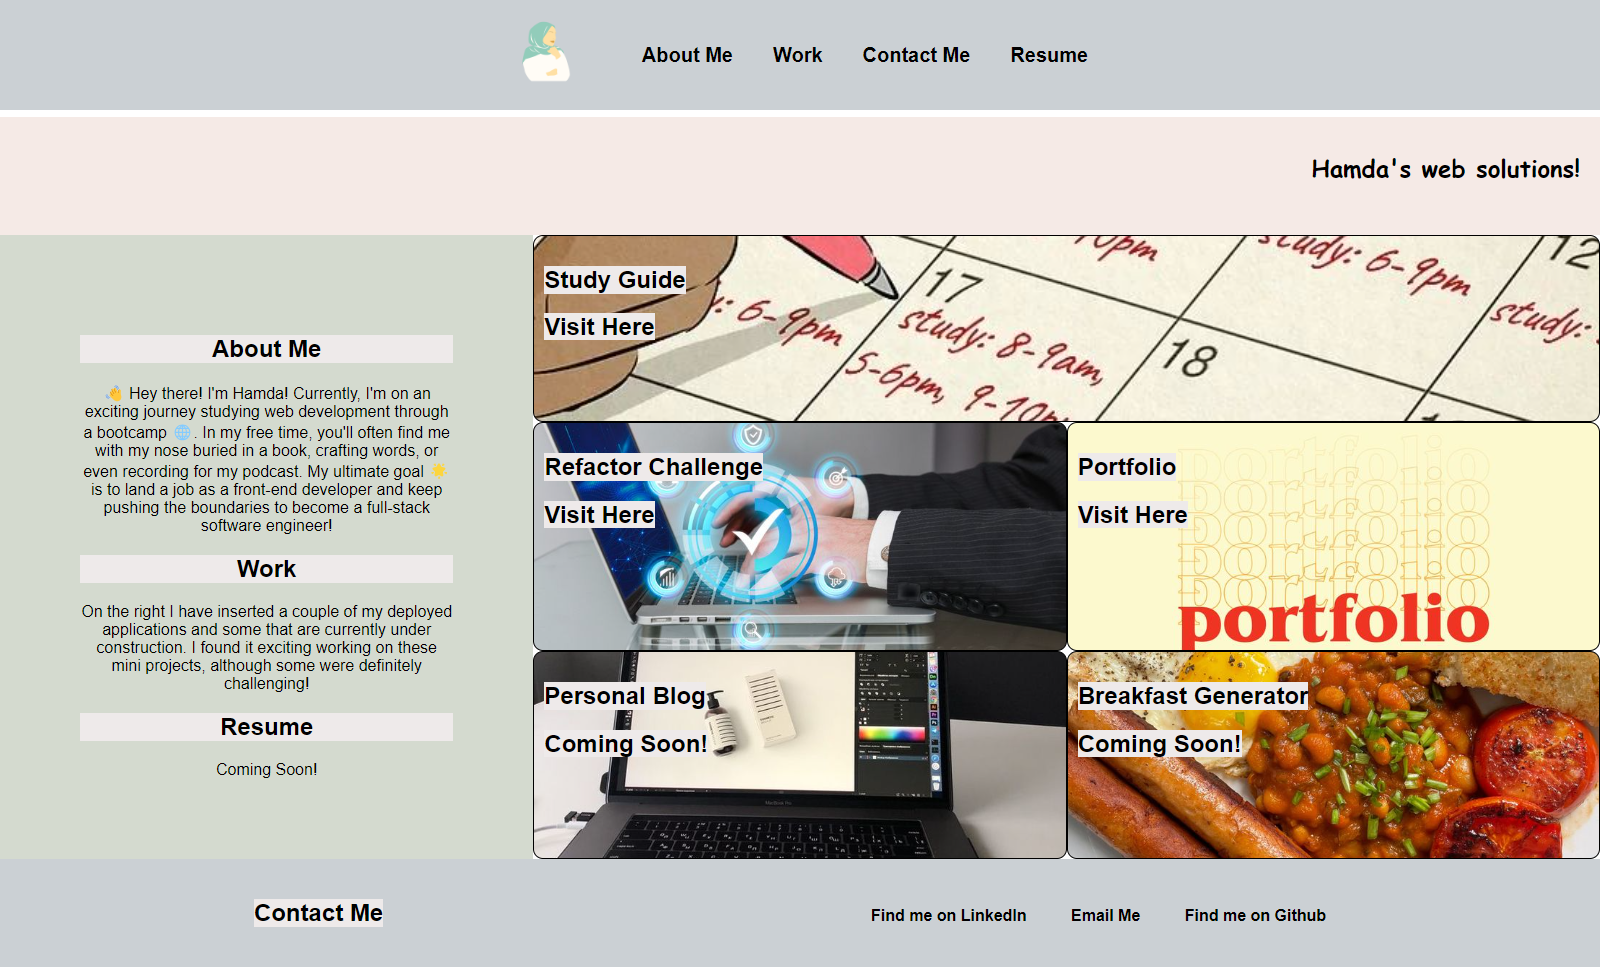 About Me
Work
Contact Me
Resume
Hamda's web solutions!
About Me
👋 Hey there! I'm Hamda! Currently, I'm on an
exciting journey studying web development through
a bootcamp 🌐. In my free time, you'll often find me
with my nose buried in a book, crafting words, or
even recording for my podcast. My ultimate goal 🌟
is to land a job as a front-end developer and keep
pushing the boundaries to become a full-stack
software engineer!
Work
On the right I have inserted a couple of my deployed
applications and some that are currently under
construction. I found it exciting working on these
mini projects, although some were definitely
challenging!
Resume
Coming Soon!
Study Guide
Visit Here
10pm
study: 6-9pm
12
: 6-9pm
17
study: 8-9am,
5-6pm, 9-10pm
18
study:
Refactor Challenge
Visit Here
Portfolio
Visit Here
portfolio
portfolio
portfolio
portfolio
portfolio
Personal Blog
Coming Soon!
Breakfast Generator
Coming Soon!
Contact Me
Find me on LinkedIn
Email Me
Find me on Github